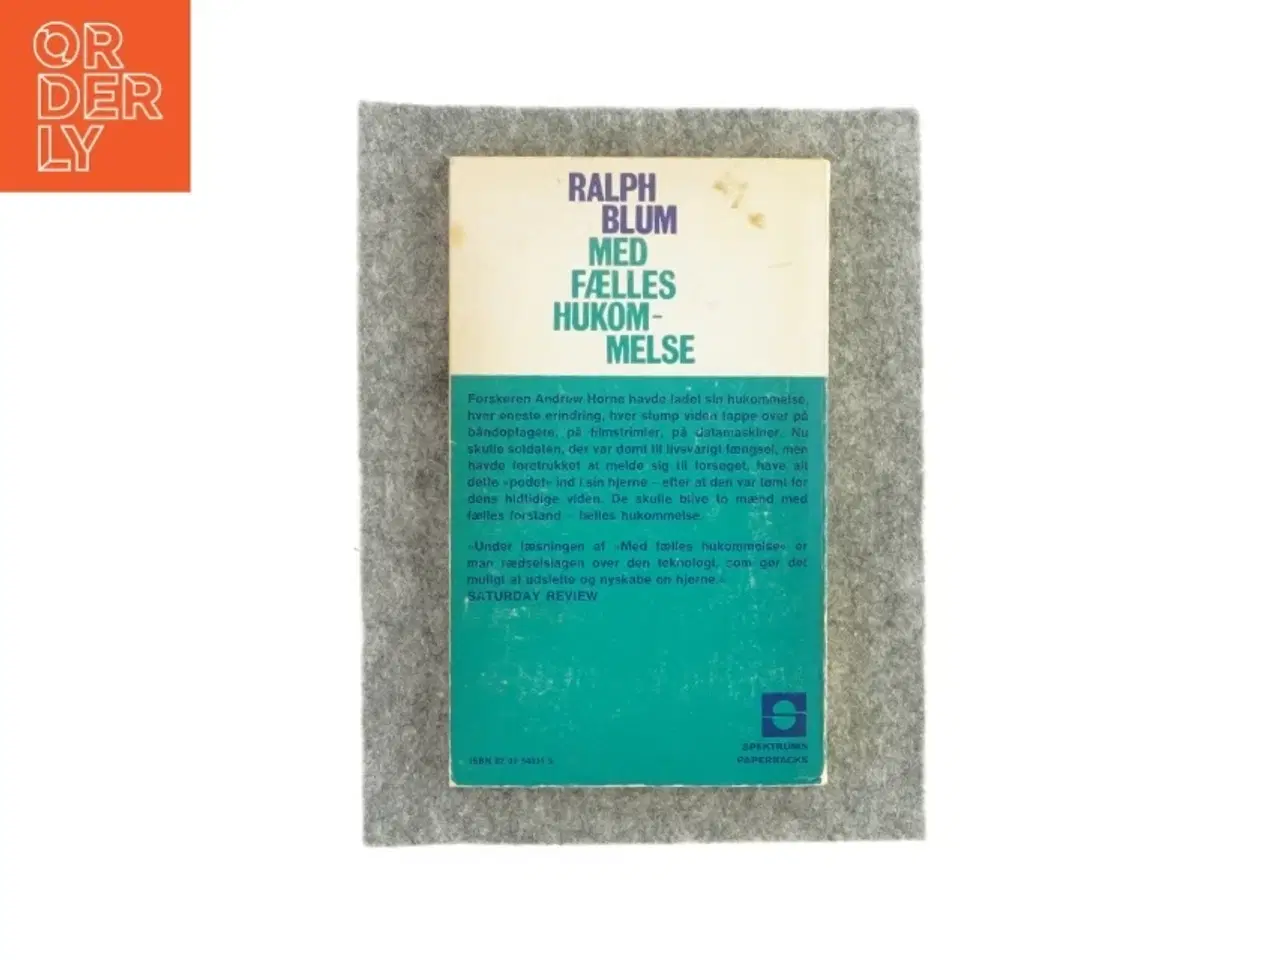 ORDERLY
RALPH
BLUM
MED
FÆLLES
HUKOM-
MELSE
Forskeren Andrew Horne havde ladet sin hukommelse,
hver eneste erindring, hver stump viden tappe over på
båndoptagere, på filmstrimler, på datamaskiner. Nu
skulle soldaten, der var dømt til livsvarigt fængsel, men
havde foretrukket at melde sig til forsøget, have alt
dette »podet» ind i sin hjerne – efter at den var tømt for
dens hidtidige viden. De skulle blive to mænd med
fælles forstand – fælles hukommelse.
»Under læsningen af »Med fælles hukommelse« er
man rædselslagen over den teknologi, som gør det
muligt at udslette og nyskabe en hjerne.»
SATURDAY REVIEW
SPEKTRUMS
PAPERBACKS
ISBN 87 01